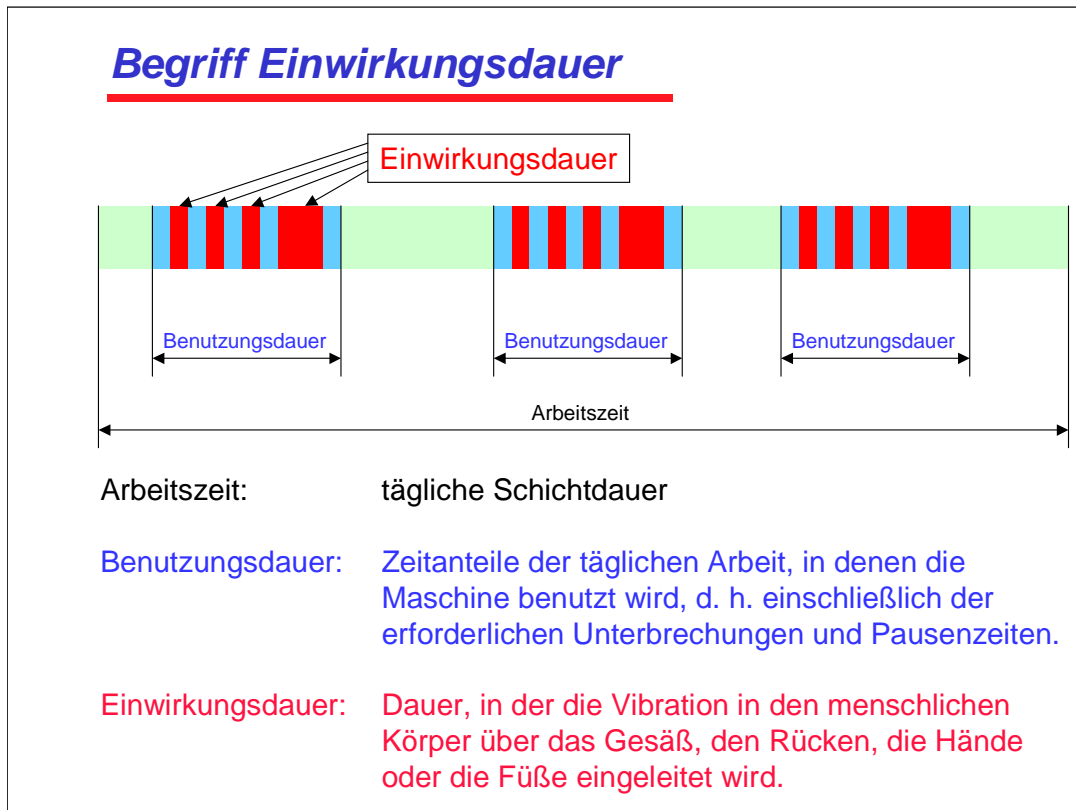 Begriff Einwirkungsdauer
Einwirkungsdauer
Benutzungsdauer Benutzungsdauer Benutzungsdauer
Arbeitszeit
Arbeitszeit: tägliche Schichtdauer
Benutzungsdauer: Zeitanteile der täglichen Arbeit, in denen die
Maschine benutzt wird, d. h. einschließlich der
erforderlichen Unterbrechungen und Pausenzeiten.
Einwirkungsdauer: Dauer, in der die Vibration in den menschlichen
Körper über das Gesäß, den Rücken, die Hände
oder die Füße eingeleitet wird.